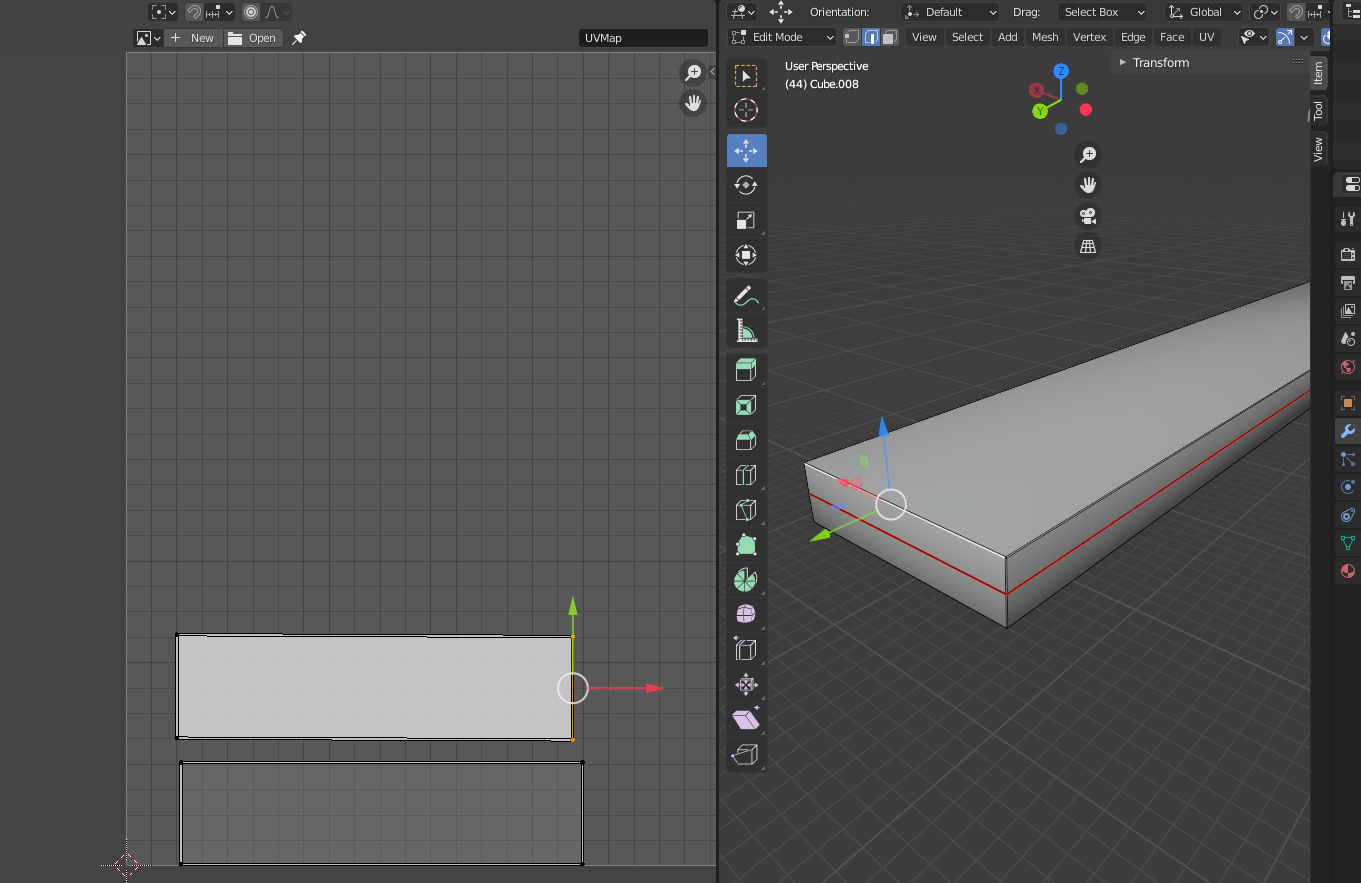 Orientation: Default Drag: Select Box Global
New Open UVMap
Edit Mode View Select Add Mesh Vertex Edge Face UV
User Perspective
(44) Cube.008
Transform
Item
Tool
View
Z
X
Y